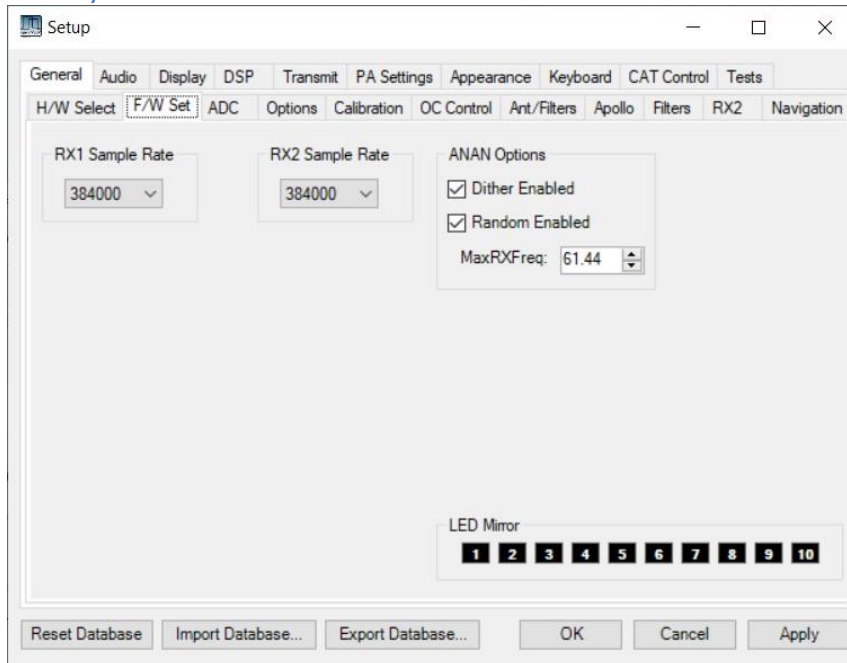 Setup
General Audio Display DSP Transmit PA Settings Appearance Keyboard CAT Control Tests
H/W Select F/W Set ADC Options Calibration OC Control Ant/Filters Apollo Filters RX2 Navigation
RX1 Sample Rate RX2 Sample Rate ANAN Options
384000 384000 Dither Enabled
Random Enabled
MaxRXFreq: 61.44
LED Mirror
1 2 3 4 5 6 7 8 9 10
Reset Database Import Database... Export Database... OK Cancel Apply